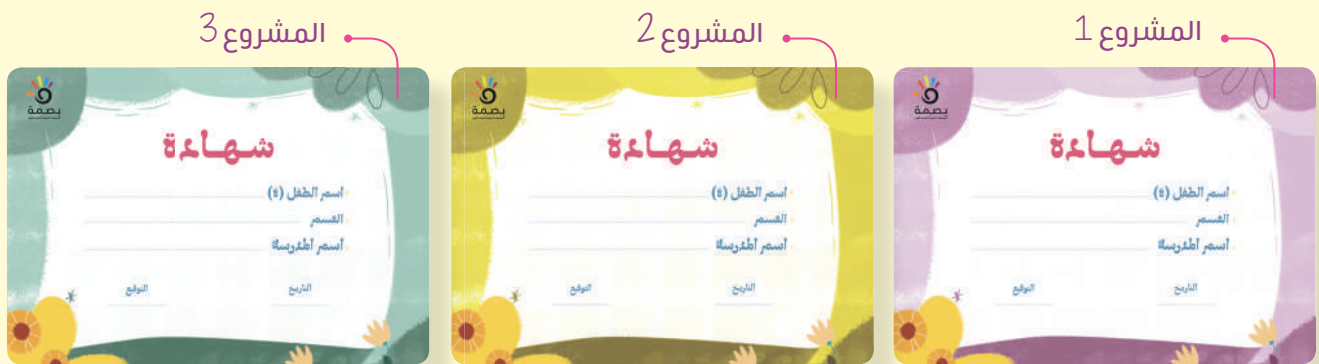 المشروع 1
بصمة
شهادة
اسم الطفل (ة)
القسم
اسم المدرسة
التاريخ
التوقيع
المشروع 2
بصمة
شهادة
اسم الطفل (ة)
القسم
اسم المدرسة
التاريخ
التوقيع
المشروع 3
بصمة
شهادة
اسم الطفل (ة)
القسم
اسم المدرسة
التاريخ
التوقيع